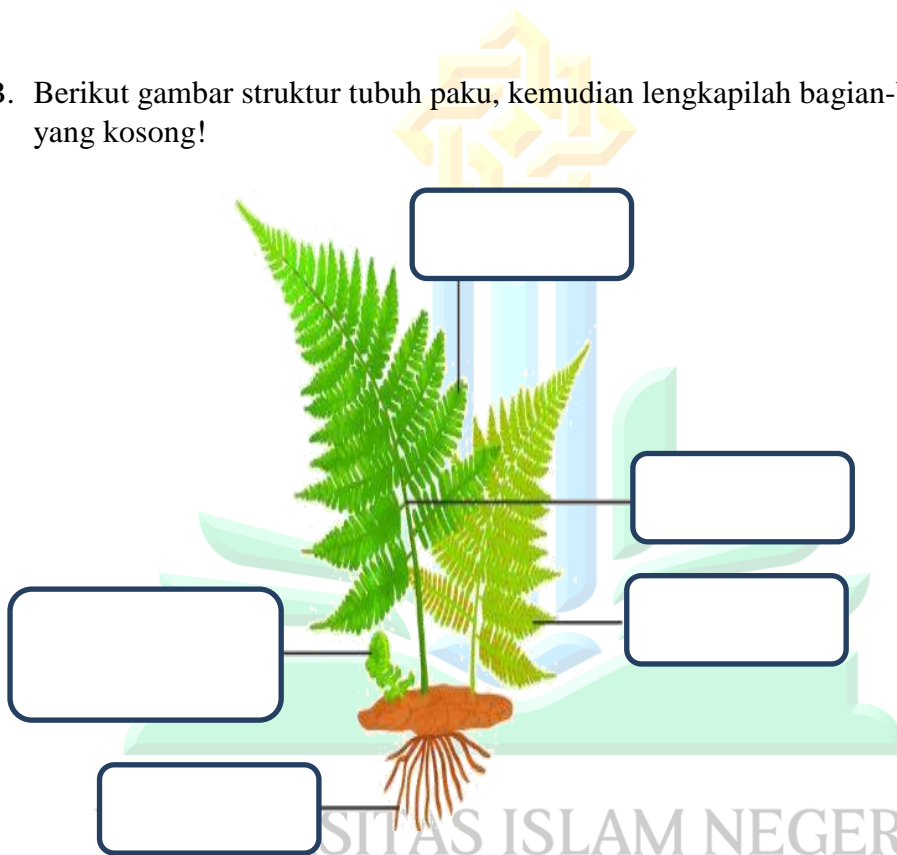 3. Berikut gambar struktur tubuh paku, kemudian lengkapilah bagian-
yang kosong!
SITAS ISLAM NEGER